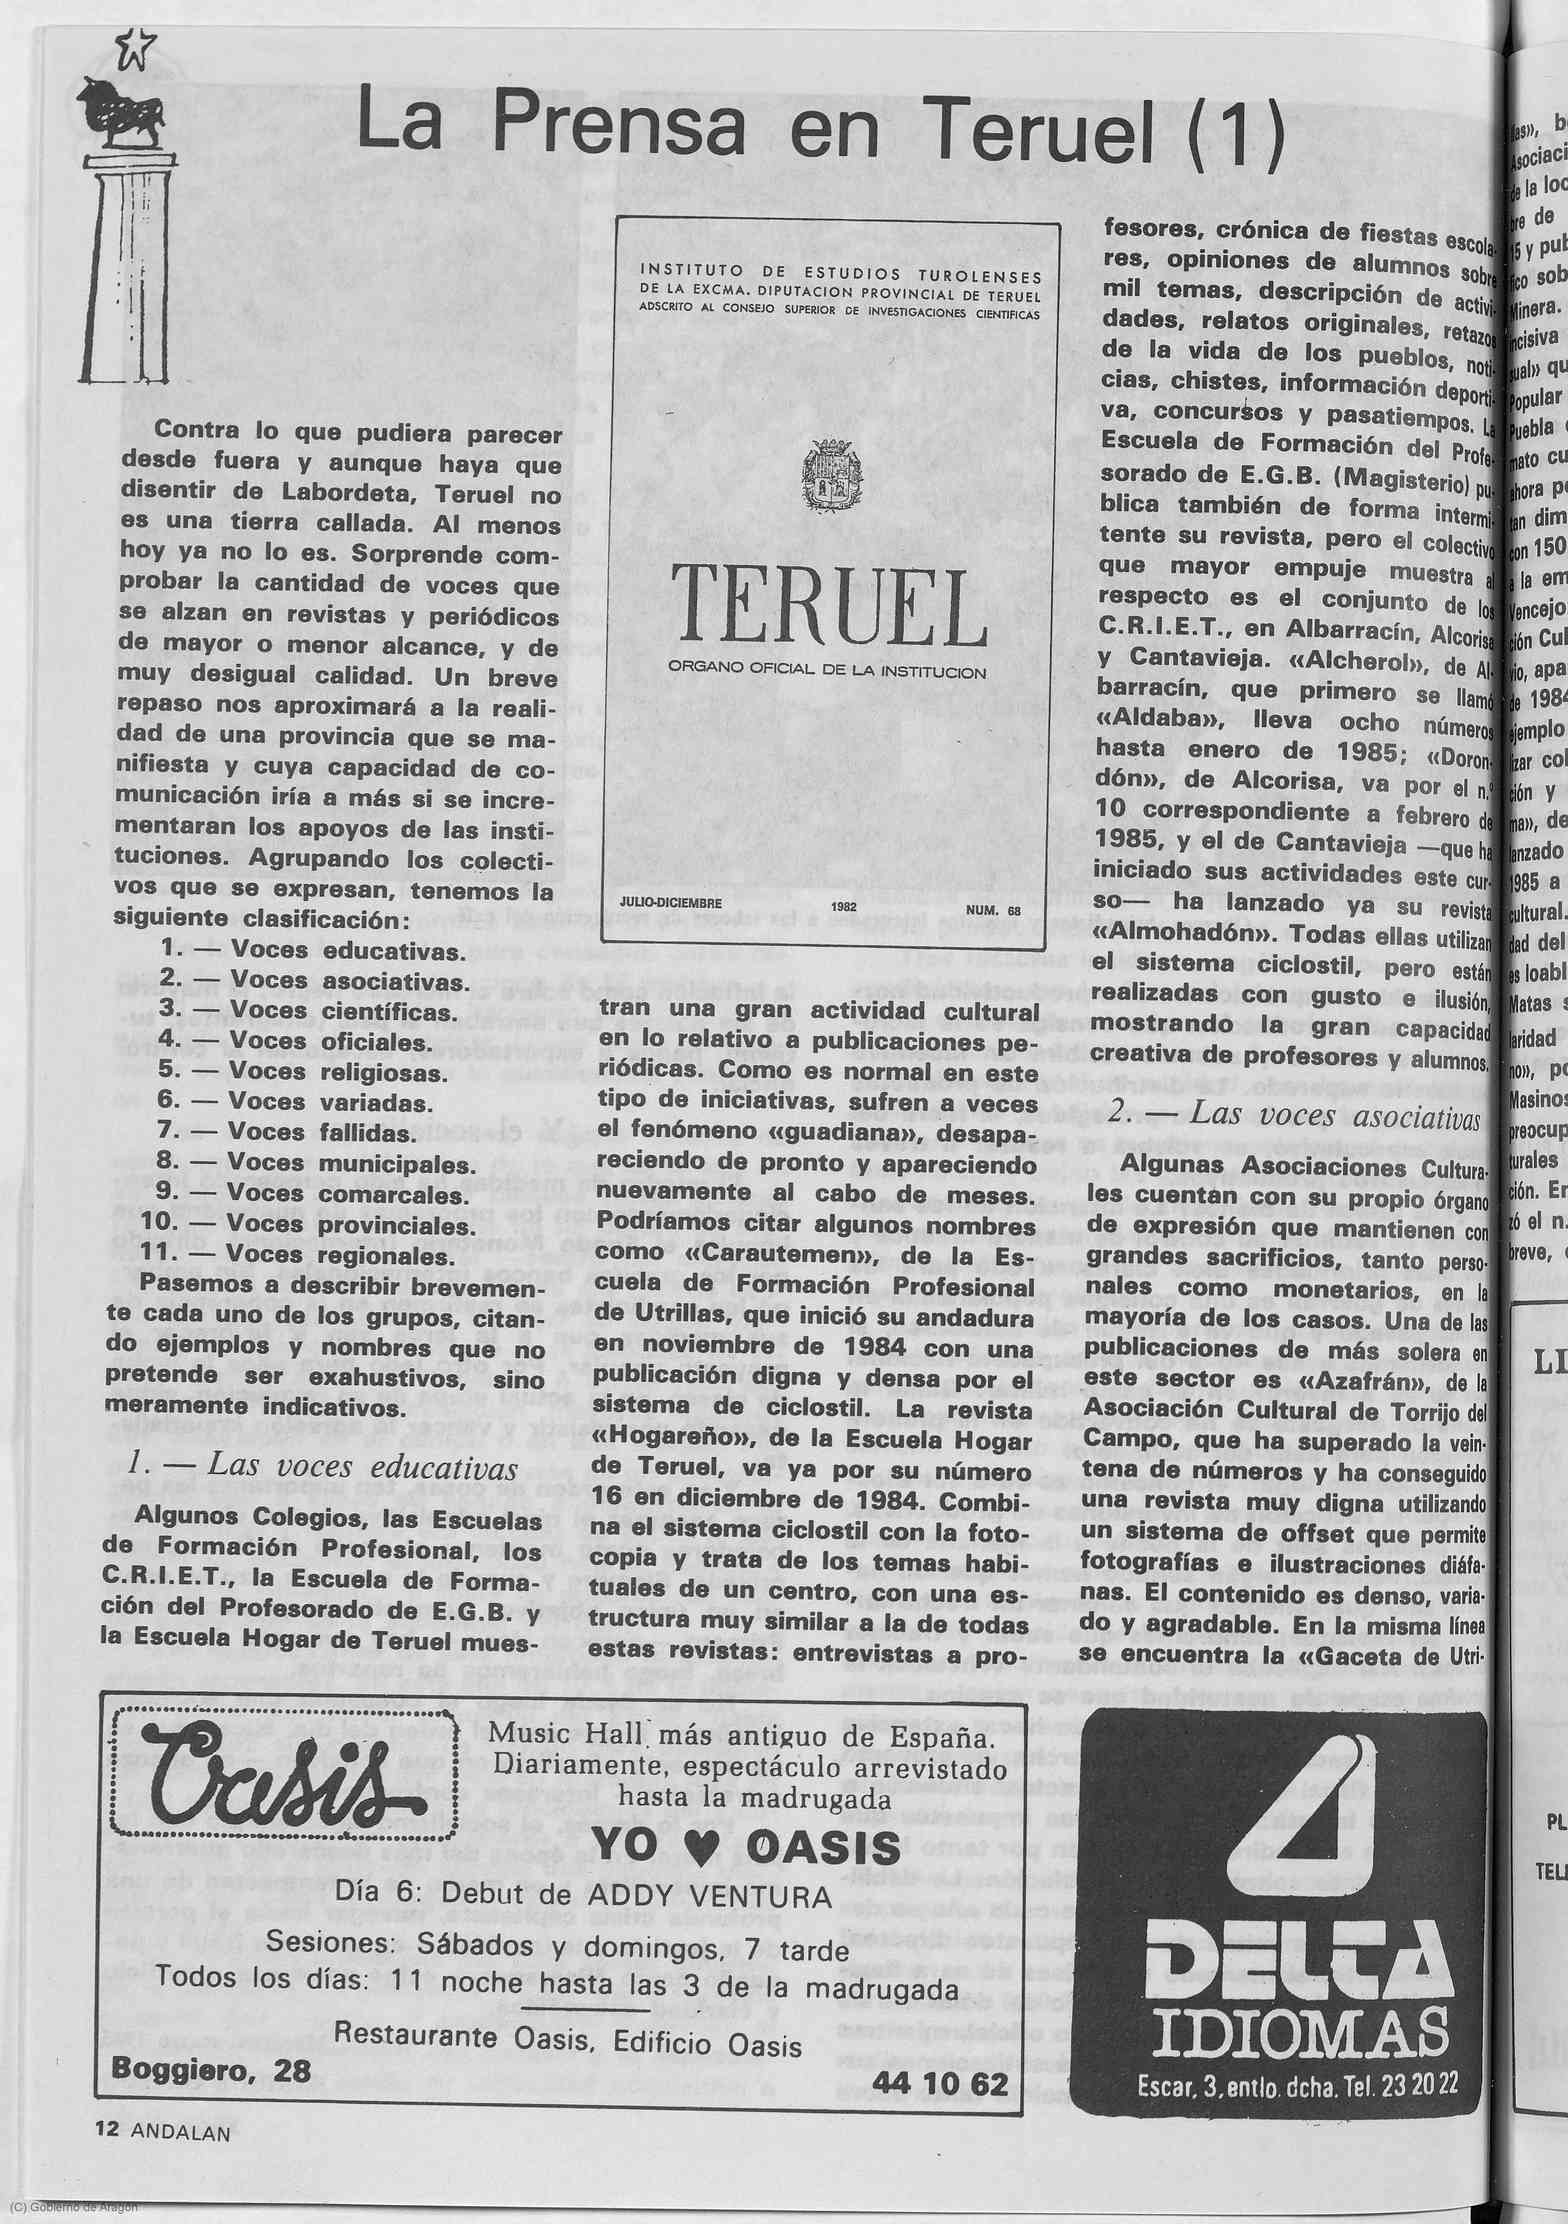 La Prensa en Teruel (1)
Contra lo que pudiera parecer
desde fuera y aunque haya que
disentir de Labordeta, Teruel no
es una tierra callada. Al menos
hoy ya no lo es. Sorprende com-
probar la cantidad de voces que
se alzan en revistas y periódicos
de mayor o menor alcance, y de
muy desigual calidad. Un breve
repaso nos aproximará a la reali-
dad de una provincia que se ma-
nifiesta y cuya capacidad de co-
municación iría a más si se incre-
mentaran los apoyos de las insti-
tuciones. Agrupando los colecti-
vos que se expresan, tenemos la
siguiente clasificación:
1. — Voces educativas.
2. — Voces asociativas.
3. — Voces científicas.
4. — Voces oficiales.
5. — Voces religiosas.
6. — Voces variadas.
7. — Voces fallidas.
8. — Voces municipales.
9. — Voces comarcales.
10. — Voces provinciales.
11. — Voces regionales.
Pasemos a describir brevemen-
te cada uno de los grupos, citan-
do ejemplos y nombres que no
pretende ser exahustivos, sino
meramente indicativos.
1. — Las voces educativas
Algunos Colegios, las Escuelas
de Formación Profesional, los
C.R.I.E.T., la Escuela de Forma-
ción del Profesorado de E.G.B. y
la Escuela Hogar de Teruel mues-
INSTITUTO DE ESTUDIOS TUROLENSES
DE LA EXCMA. DIPUTACION PROVINCIAL DE TERUEL
ADSCRITO AL CONSEJO SUPERIOR DE INVESTIGACIONES CIENTIFICAS
TERUEL
ORGANO OFICIAL DE LA INSTITUCION
JULIO-DICIEMBRE 1982 NUM. 68
tran una gran actividad cultural
en lo relativo a publicaciones pe-
riódicas. Como es normal en este
tipo de iniciativas, sufren a veces
el fenómeno «guadiana», desapa-
reciendo de pronto y apareciendo
nuevamente al cabo de meses.
Podríamos citar algunos nombres
como «Carautemen», de la Es-
cuela de Formación Profesional
de Utrillas, que inició su andadura
en noviembre de 1984 con una
publicación digna y densa por el
sistema de ciclostil. La revista
«Hogareño», de la Escuela Hogar
de Teruel, va ya por su número
16 en diciembre de 1984. Combi-
na el sistema ciclostil con la foto-
copia y trata de los temas habi-
tuales de un centro, con una es-
tructura muy similar a la de todas
estas revistas: entrevistas a pro-
fesores, crónica de fiestas escola-
res, opiniones de alumnos sobre
mil temas, descripción de activi-
dades, relatos originales, retazos
de la vida de los pueblos, noti-
cias, chistes, información deporti-
va, concursos y pasatiempos. La
Escuela de Formación del Profe-
sorado de E.G.B. (Magisterio) pu-
blica también de forma intermi-
tente su revista, pero el colectivo
que mayor empuje muestra al
respecto es el conjunto de los
C.R.I.E.T., en Albarracín, Alcorisa
y Cantavieja. «Alcherol», de Al-
barracín, que primero se llamó
«Aldaba», lleva ocho números
hasta enero de 1985; «Doron-
dón», de Alcorisa, va por el n.º
10 correspondiente a febrero de
1985, y el de Cantavieja —que ha
iniciado sus actividades este cur-
so— ha lanzado ya su revista
«Almohadón». Todas ellas utilizan
el sistema ciclostil, pero están
realizadas con gusto e ilusión,
mostrando la gran capacidad
creativa de profesores y alumnos.
2. — Las voces asociativas
Algunas Asociaciones Cultura-
les cuentan con su propio órgano
de expresión que mantienen con
grandes sacrificios, tanto perso-
nales como monetarios, en la
mayoría de los casos. Una de las
publicaciones de más solera en
este sector es «Azafrán», de la
Asociación Cultural de Torrijo del
Campo, que ha superado la vein-
tena de números y ha conseguido
una revista muy digna utilizando
un sistema de offset que permite
fotografías e ilustraciones diáfa-
nas. El contenido es denso, varia-
do y agradable. En la misma línea
se encuentra la «Gaceta de Utri-
Oasis
Music Hall más antiguo de España.
Diariamente, espectáculo arrevistado
hasta la madrugada
YO ♥ OASIS
Día 6: Debut de ADDY VENTURA
Sesiones: Sábados y domingos, 7 tarde
Todos los días: 11 noche hasta las 3 de la madrugada
Restaurante Oasis, Edificio Oasis
Boggiero, 28 44 10 62
DELTA
IDIOMAS
Escar, 3, entlo. dcha. Tel. 23 20 22
12 ANDALAN
(C) Gobierno de Aragón